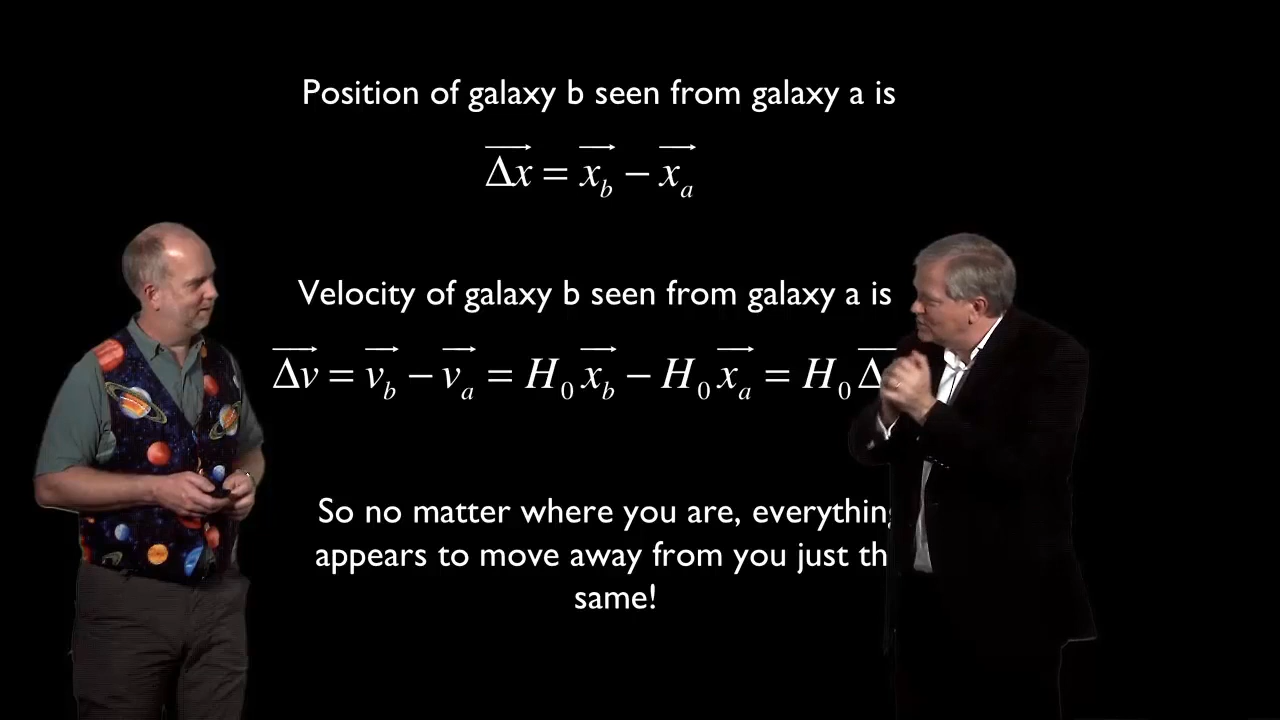 Position of galaxy b seen from galaxy a is
Δx = x_b − x_a
Velocity of galaxy b seen from galaxy a is
Δv = v_b − v_a = H_0 x_b − H_0 x_a = H_0 Δ
So no matter where you are,
appears to move away from you just
same!